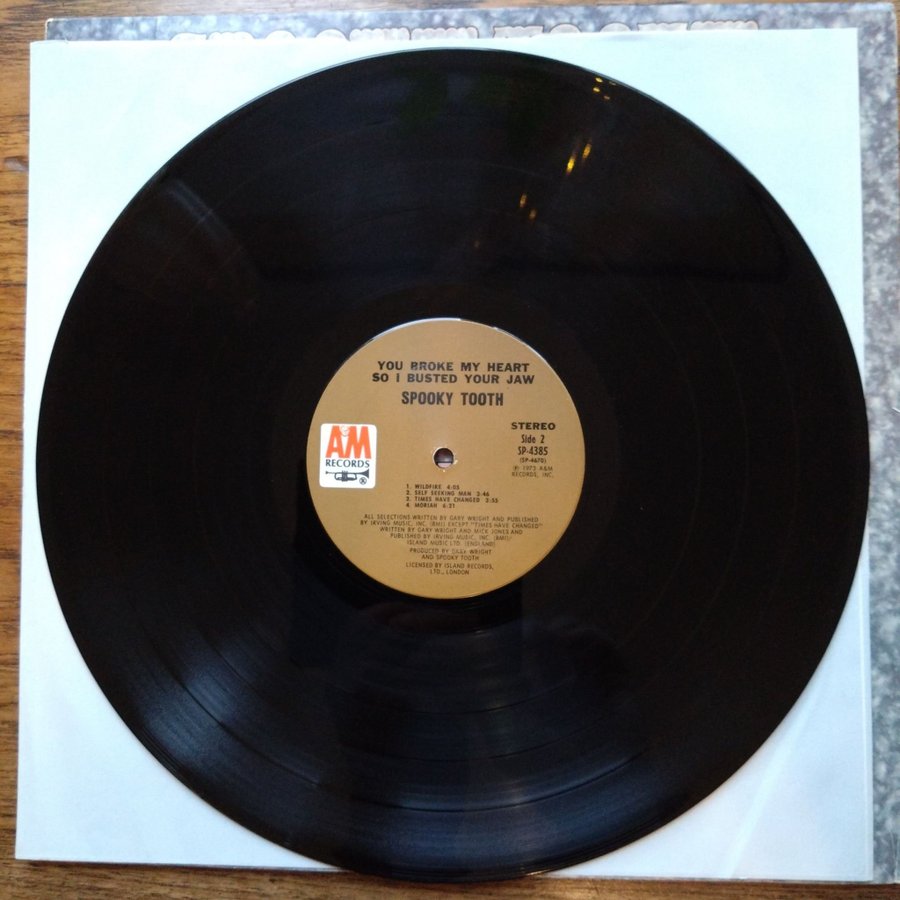 SPOOKY TOOTH
YOU BROKE MY HEART
SO I BUSTED YOUR JAW
SPOOKY TOOTH
A&M
RECORDS
®
STEREO
Side 2
SP-4385
(SP-4670)
℗ 1973 A&M
RECORDS, INC.
1. WILDFIRE 4:05
2. SELF SEEKING MAN 3:46
3. TIMES HAVE CHANGED 3:55
4. MORIAH 6:21
ALL SELECTIONS WRITTEN BY GARY WRIGHT AND PUBLISHED
BY IRVING MUSIC, INC. (BMI) EXCEPT "TIMES HAVE CHANGED"
WRITTEN BY GARY WRIGHT AND MICK JONES AND
PUBLISHED BY IRVING MUSIC, INC. (BMI)/
ISLAND MUSIC LTD. (ENGLAND)
PRODUCED BY GARY WRIGHT
AND SPOOKY TOOTH
LICENSED BY ISLAND RECORDS,
LTD., LONDON